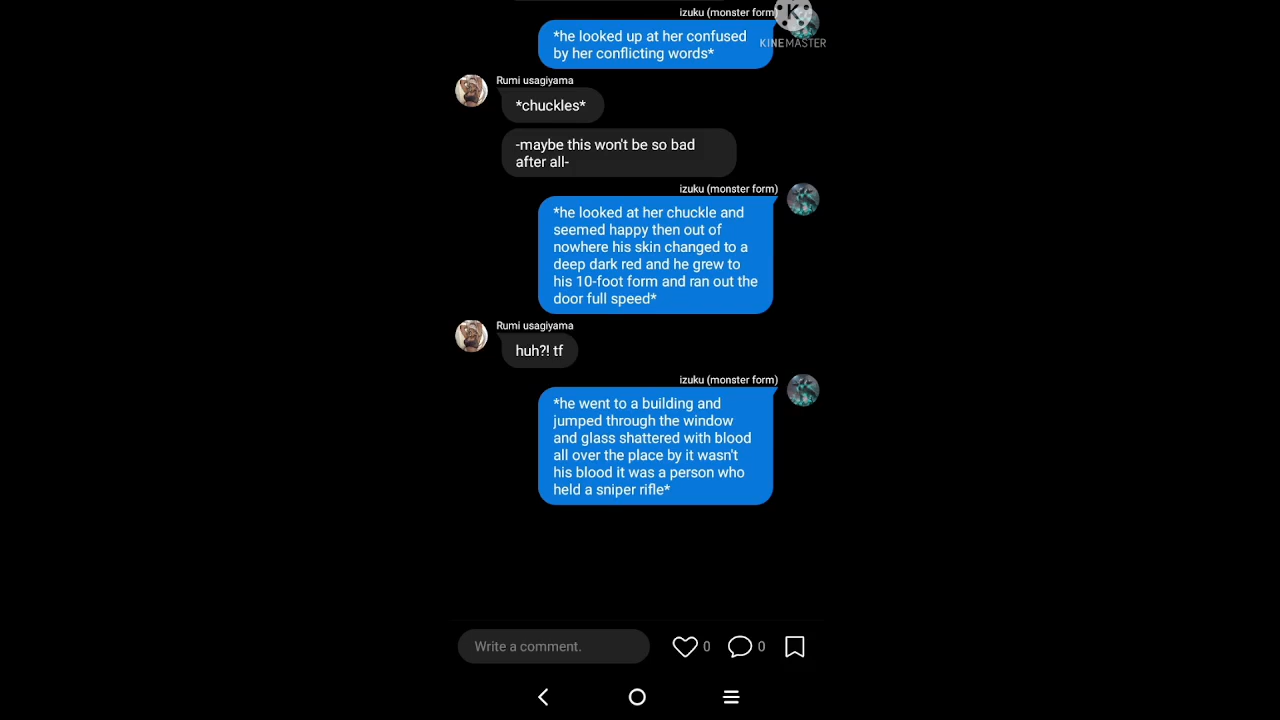 izuku (monster form)
K
KINEMASTER
*he looked up at her confused
by her conflicting words*
Rumi usagiyama
*chuckles*
-maybe this won't be so bad
after all-
izuku (monster form)
*he looked at her chuckle and
seemed happy then out of
nowhere his skin changed to a
deep dark red and he grew to
his 10-foot form and ran out the
door full speed*
Rumi usagiyama
huh?! tf
izuku (monster form)
*he went to a building and
jumped through the window
and glass shattered with blood
all over the place by it wasn't
his blood it was a person who
held a sniper rifle*
Write a comment.
0
0